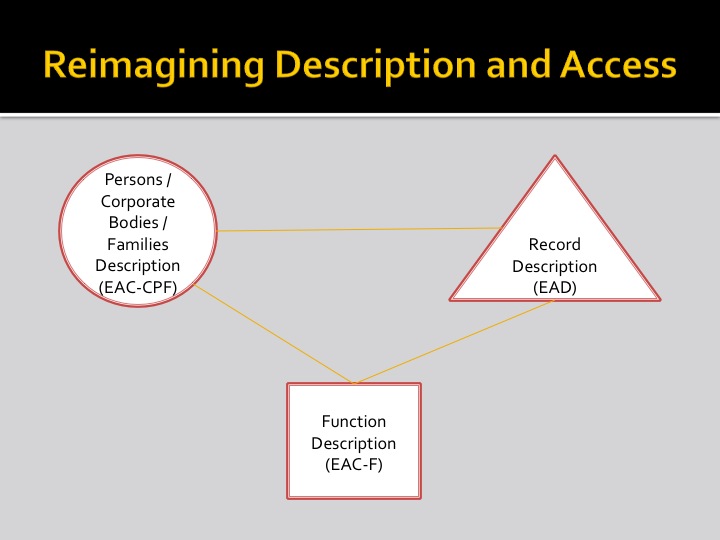 Reimagining Description and Access
Persons /
Corporate
Bodies /
Families
Description
(EAC-CPF)
Record
Description
(EAD)
Function
Description
(EAC-F)